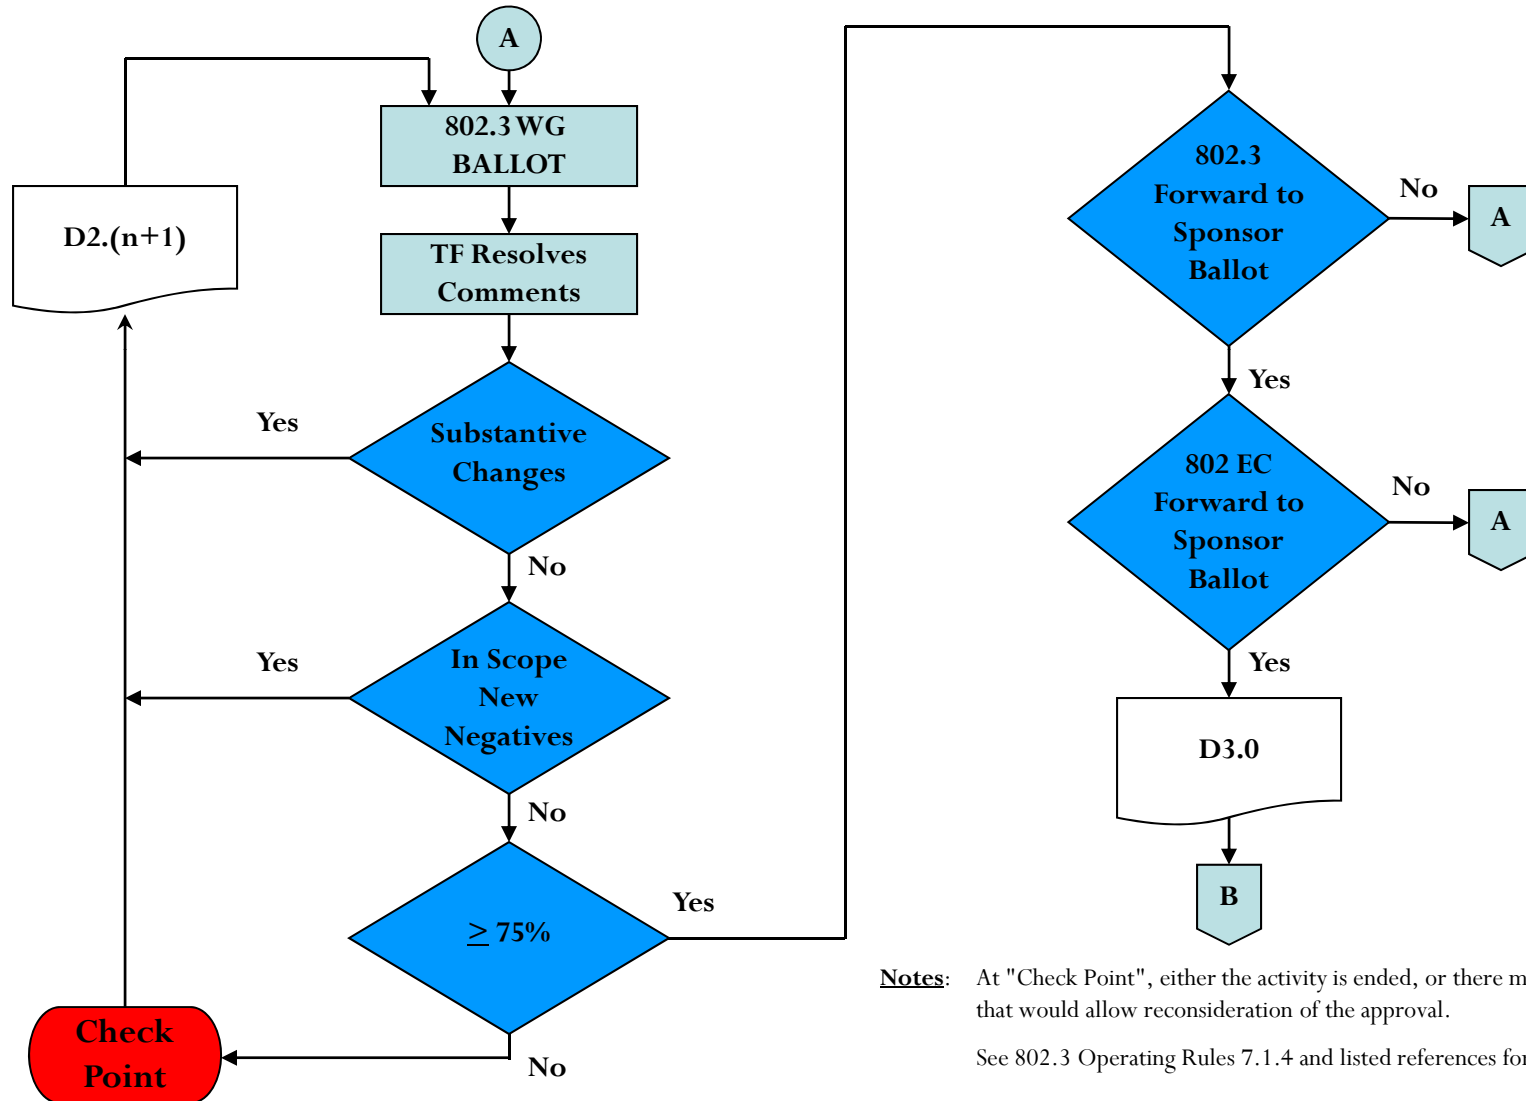 A
802.3 WG
BALLOT
D2.(n+1)
TF Resolves
Comments
Yes
Substantive
Changes
No
Yes
In Scope
New
Negatives
No
≥ 75%
Yes
No
Check
Point
802.3
Forward to
Sponsor
Ballot
No
A
Yes
802 EC
Forward to
Sponsor
Ballot
No
A
Yes
D3.0
B
Notes: At "Check Point", either the activity is ended, or there
that would allow reconsideration of the approval.
See 802.3 Operating Rules 7.1.4 and listed references for